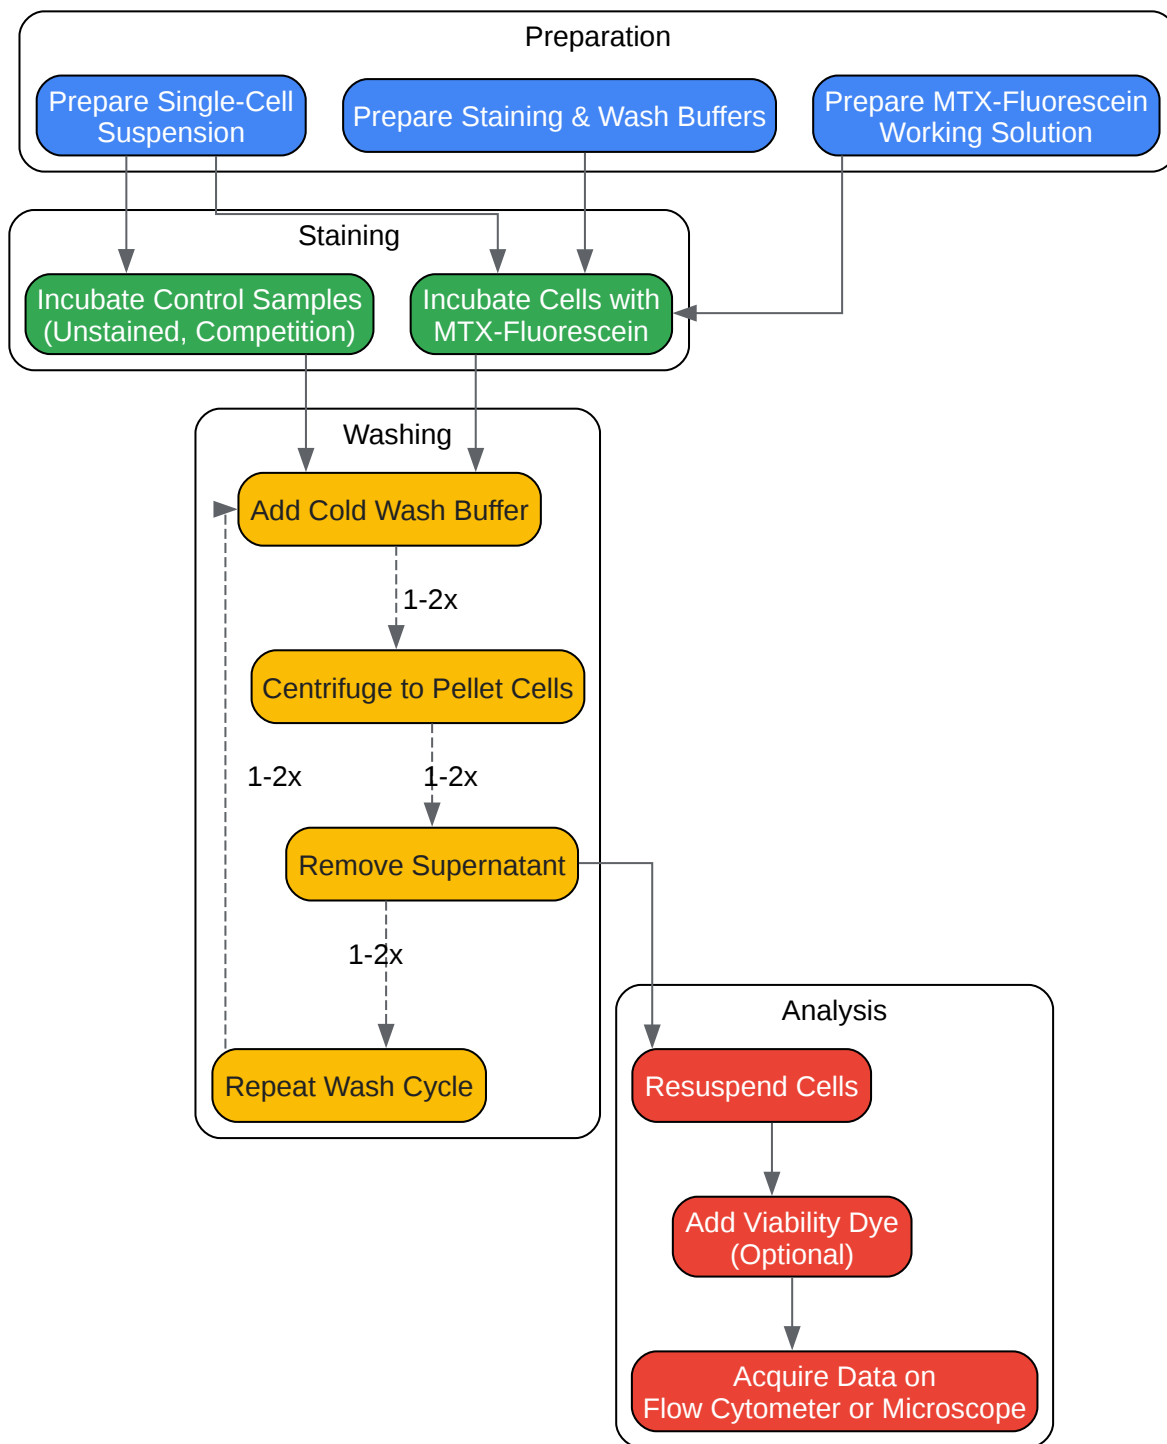 Preparation
Prepare Single-Cell
Suspension
Prepare Staining & Wash Buffers
Prepare MTX-Fluorescein
Working Solution
Staining
Incubate Control Samples
(Unstained, Competition)
Incubate Cells with
MTX-Fluorescein
Washing
Add Cold Wash Buffer
1-2x
Centrifuge to Pellet Cells
1-2x
1-2x
Remove Supernatant
1-2x
Repeat Wash Cycle
Analysis
Resuspend Cells
Add Viability Dye
(Optional)
Acquire Data on
Flow Cytometer or Microscope